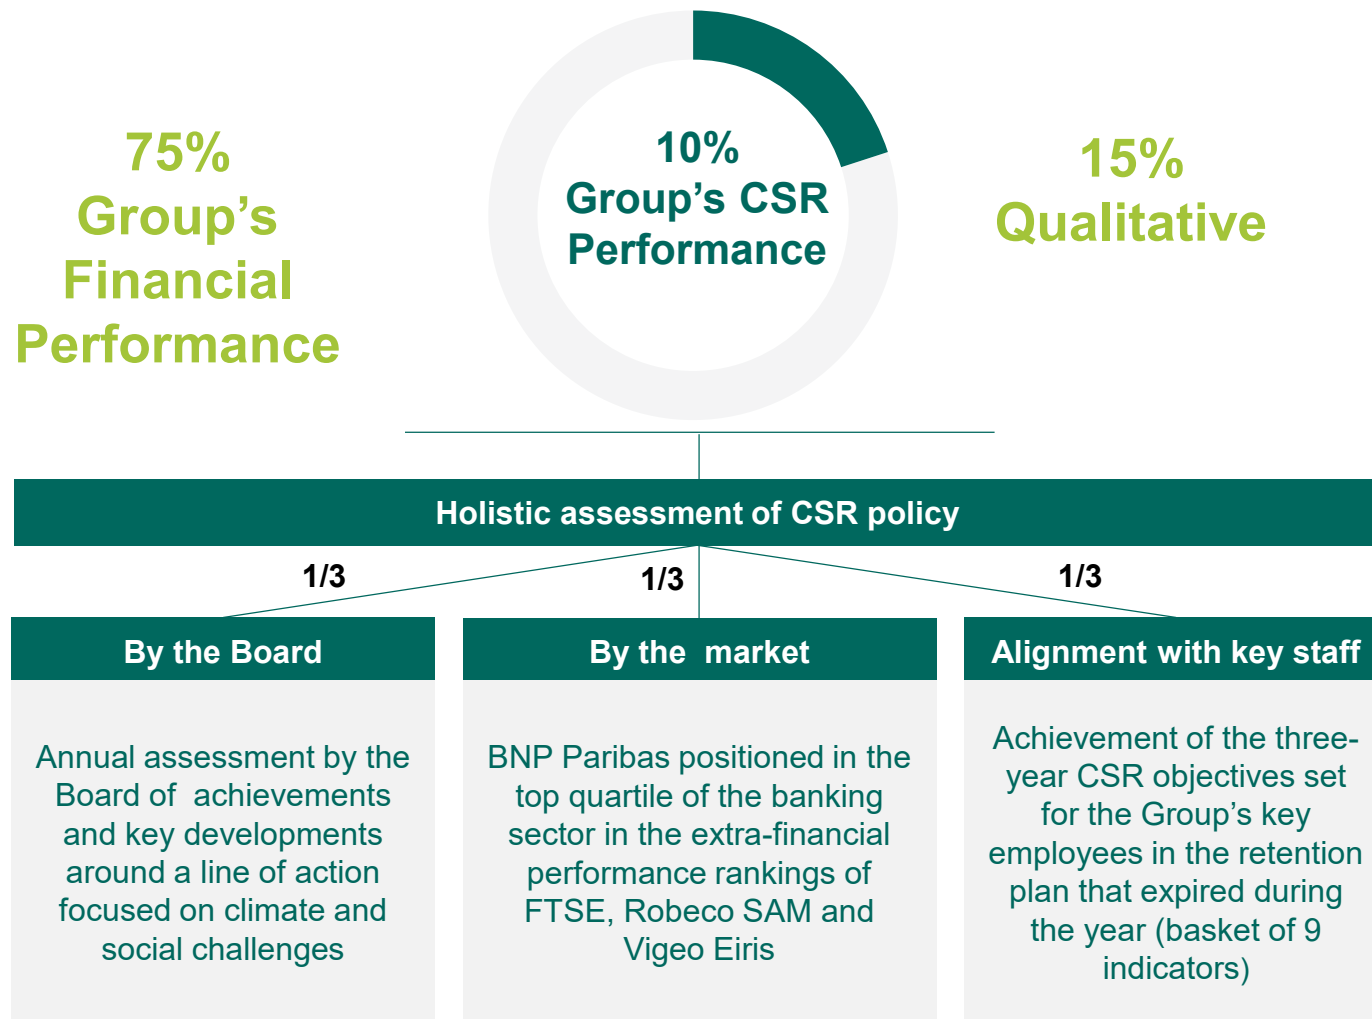 75%
Group's
Financial
Performance
10%
Group's CSR
Performance
15%
Qualitative
Holistic assessment of CSR policy
1/3
1/3
1/3
By the Board
Annual assessment by the
Board of achievements
and key developments
around a line of action
focused on climate and
social challenges
By the market
BNP Paribas positioned in the
top quartile of the banking
sector in the extra-financial
performance rankings of
FTSE, Robeco SAM and
Vigeo Eiris
Alignment with key staff
Achievement of the three-
year CSR objectives set
for the Group's key
employees in the retention
plan that expired during
the year (basket of 9
indicators)